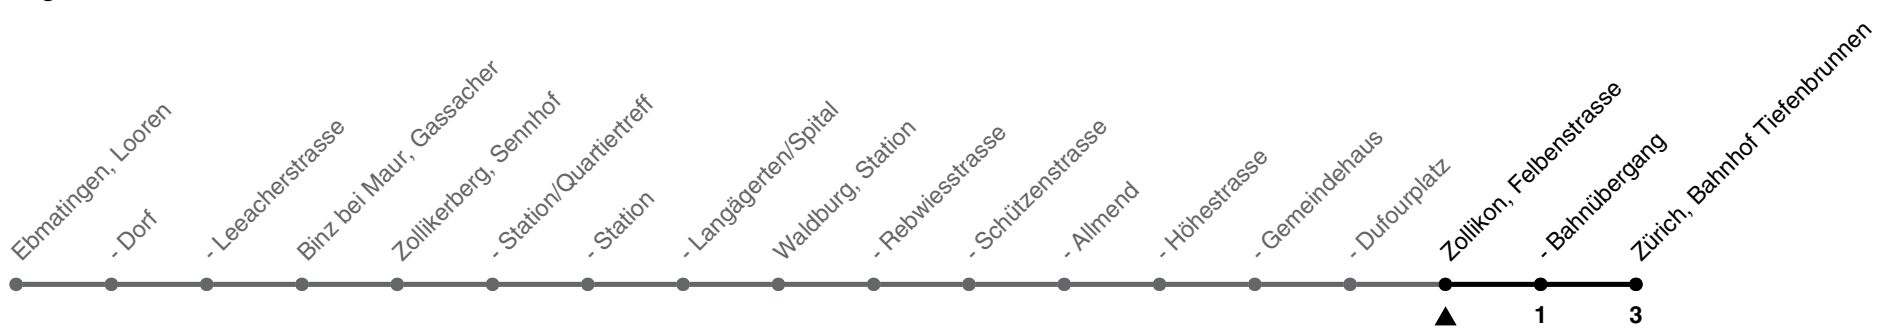 Ebmatingen, Looren
- Dorf
- Leeacherstrasse
Binz bei Maur, Gassacher
Zollikerberg, Sennhof
- Station/Quartiertreff
- Station
- Langägerten/Spital
Waldburg, Station
- Rebwiesstrasse
- Schützenstrasse
- Allmend
- Höhestrasse
- Gemeindehaus
- Dufourplatz
Zollikon, Felbenstrasse
- Bahnübergang
Zürich, Bahnhof Tiefenbrunnen
1
3